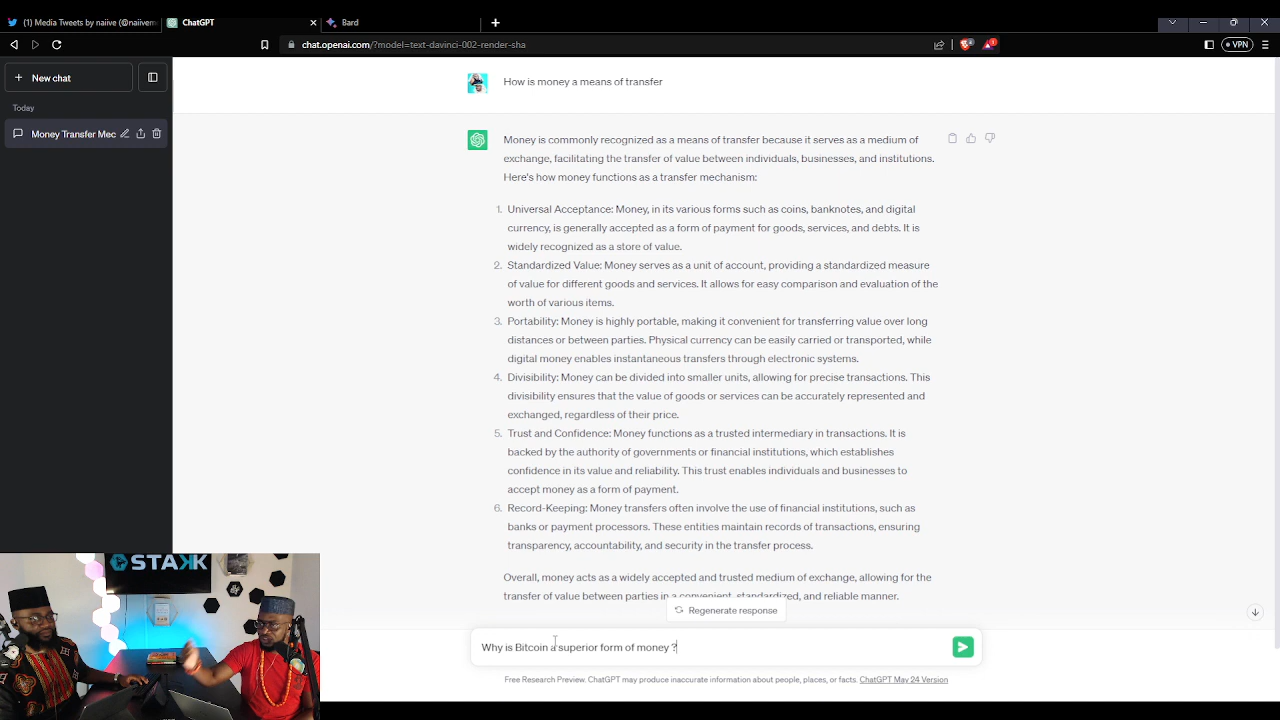 (1) Media Tweets by naive (@naivem
ChatGPT
Bard
chat.openai.com/?model=text-davinci-002-render-sha
VPN
New chat
Today
Money Transfer Mec
How is money a means of transfer
Money is commonly recognized as a means of transfer because it serves as a medium of
exchange, facilitating the transfer of value between individuals, businesses, and institutions.
Here's how money functions as a transfer mechanism:
1. Universal Acceptance: Money, in its various forms such as coins, banknotes, and digital
currency, is generally accepted as a form of payment for goods, services, and debts. It is
widely recognized as a store of value.
2. Standardized Value: Money serves as a unit of account, providing a standardized measure
of value for different goods and services. It allows for easy comparison and evaluation of the
worth of various items.
3. Portability: Money is highly portable, making it convenient for transferring value over long
distances or between parties. Physical currency can be easily carried or transported, while
digital money enables instantaneous transfers through electronic systems.
4. Divisibility: Money can be divided into smaller units, allowing for precise transactions. This
divisibility ensures that the value of goods or services can be accurately represented and
exchanged, regardless of their price.
5. Trust and Confidence: Money functions as a trusted intermediary in transactions. It is
backed by the authority of governments or financial institutions, which establishes
confidence in its value and reliability. This trust enables individuals and businesses to
accept money as a form of payment.
6. Record-Keeping: Money transfers often involve the use of financial institutions, such as
banks or payment processors. These entities maintain records of transactions, ensuring
transparency, accountability, and security in the transfer process.
Overall, money acts as a widely accepted and trusted medium of exchange, allowing for the
transfer of value between parties in a convenient, standardized, and reliable manner.
Regenerate response
Why is Bitcoin a superior form of money ?
Free Research Preview. ChatGPT may produce inaccurate information about people, places, or facts. ChatGPT May 24 Version
STAKK